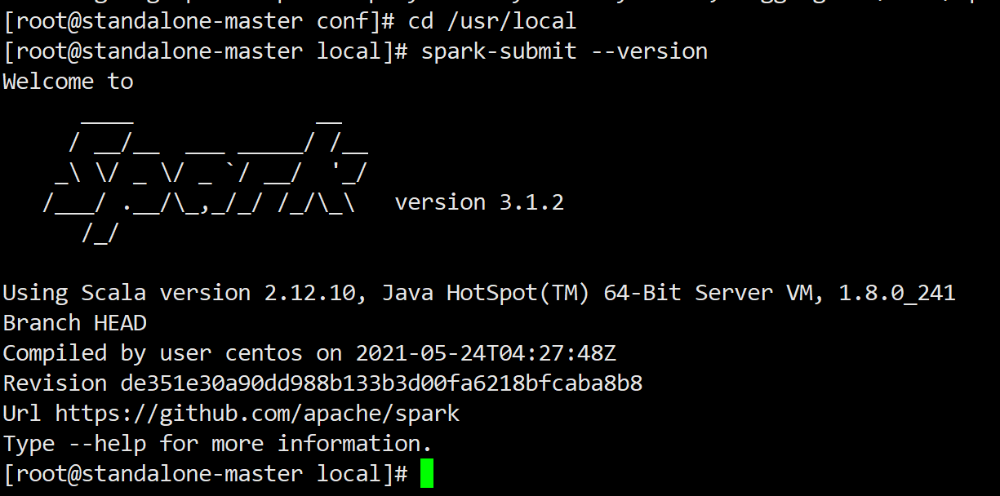 [root@standalone-master conf]# cd /usr/local
[root@standalone-master local]# spark-submit --version
Welcome to
      ____              __
     / __/__  ___ _____/ /__
    _\ \/ _ \/ _ `/ __/  '_/
   /___/ .__/\_,_/_/ /_/\_\   version 3.1.2
      /_/
Using Scala version 2.12.10, Java HotSpot(TM) 64-Bit Server VM, 1.8.0_241
Branch HEAD
Compiled by user centos on 2021-05-24T04:27:48Z
Revision de351e30a90dd988b133b3d00fa6218bfcaba8b8
Url https://github.com/apache/spark
Type --help for more information.
[root@standalone-master local]#